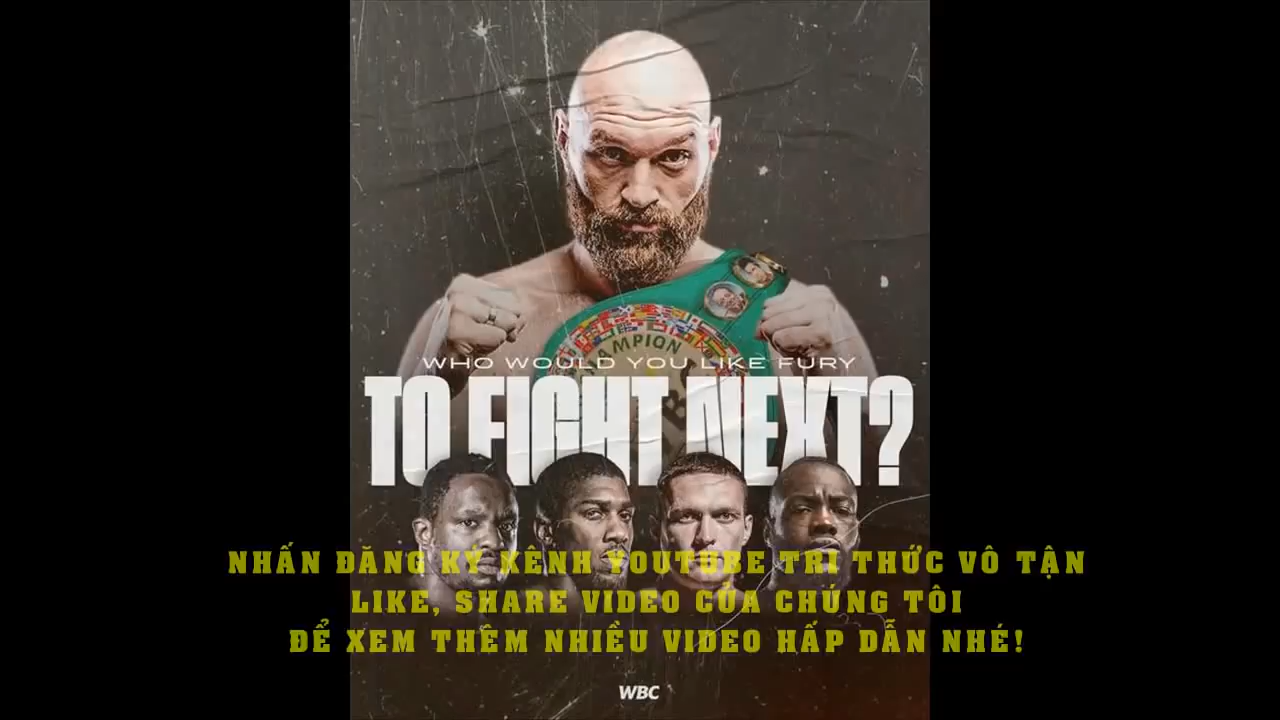 CHAMPION
WHO WOULD YOU LIKE FURY
TO FIGHT NEXT?
NHẤN ĐĂNG KÝ KÊNH YOUTUBE TRI THỨC VÔ TẬN
LIKE, SHARE VIDEO CỦA CHÚNG TÔI
ĐỂ XEM THÊM NHIỀU VIDEO HẤP DẪN NHÉ!
WBC